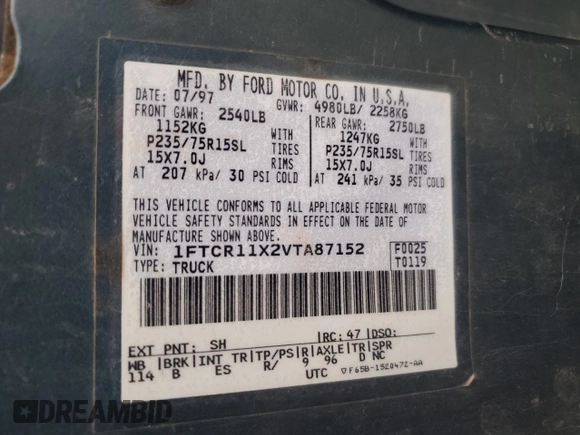 MFD. BY FORD MOTOR CO. IN U.S.A.
DATE: 07/97 GVWR: 4980LB/ 2258KG
FRONT GAWR: 2540LB REAR GAWR: 2750LB
1152KG WITH 1247KG WITH
P235/75R15SL TIRES P235/75R15SL TIRES
15X7.0J RIMS 15X7.0J RIMS
AT 207 kPa/ 30 PSI COLD AT 241 kPa/ 35 PSI COLD
THIS VEHICLE CONFORMS TO ALL APPLICABLE FEDERAL MOTOR
VEHICLE SAFETY STANDARDS IN EFFECT ON THE DATE OF
MANUFACTURE SHOWN ABOVE.
VIN: 1FTCR11X2VTA87152 F0025
TYPE: TRUCK T0119
EXT PNT: SH RC: 47 DSO:
WB BRK INT TR TP/PS R AXLE TR SPR
114 B ES R/ 9 96 D NC
UTC ▽F65B-1520472-AA
DREAMBID